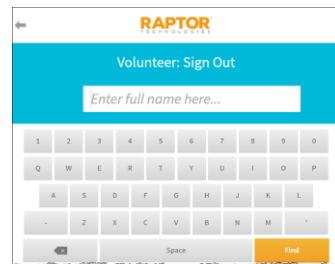 RAPTOR
TECHNOLOGIES
Volunteer: Sign Out
Enter full name here...
1 2 3 4 5 6 7 8 9 0
Q W E R T Y U I O P
A S D F G H J K L
- Z X C V B N M '
Space Find